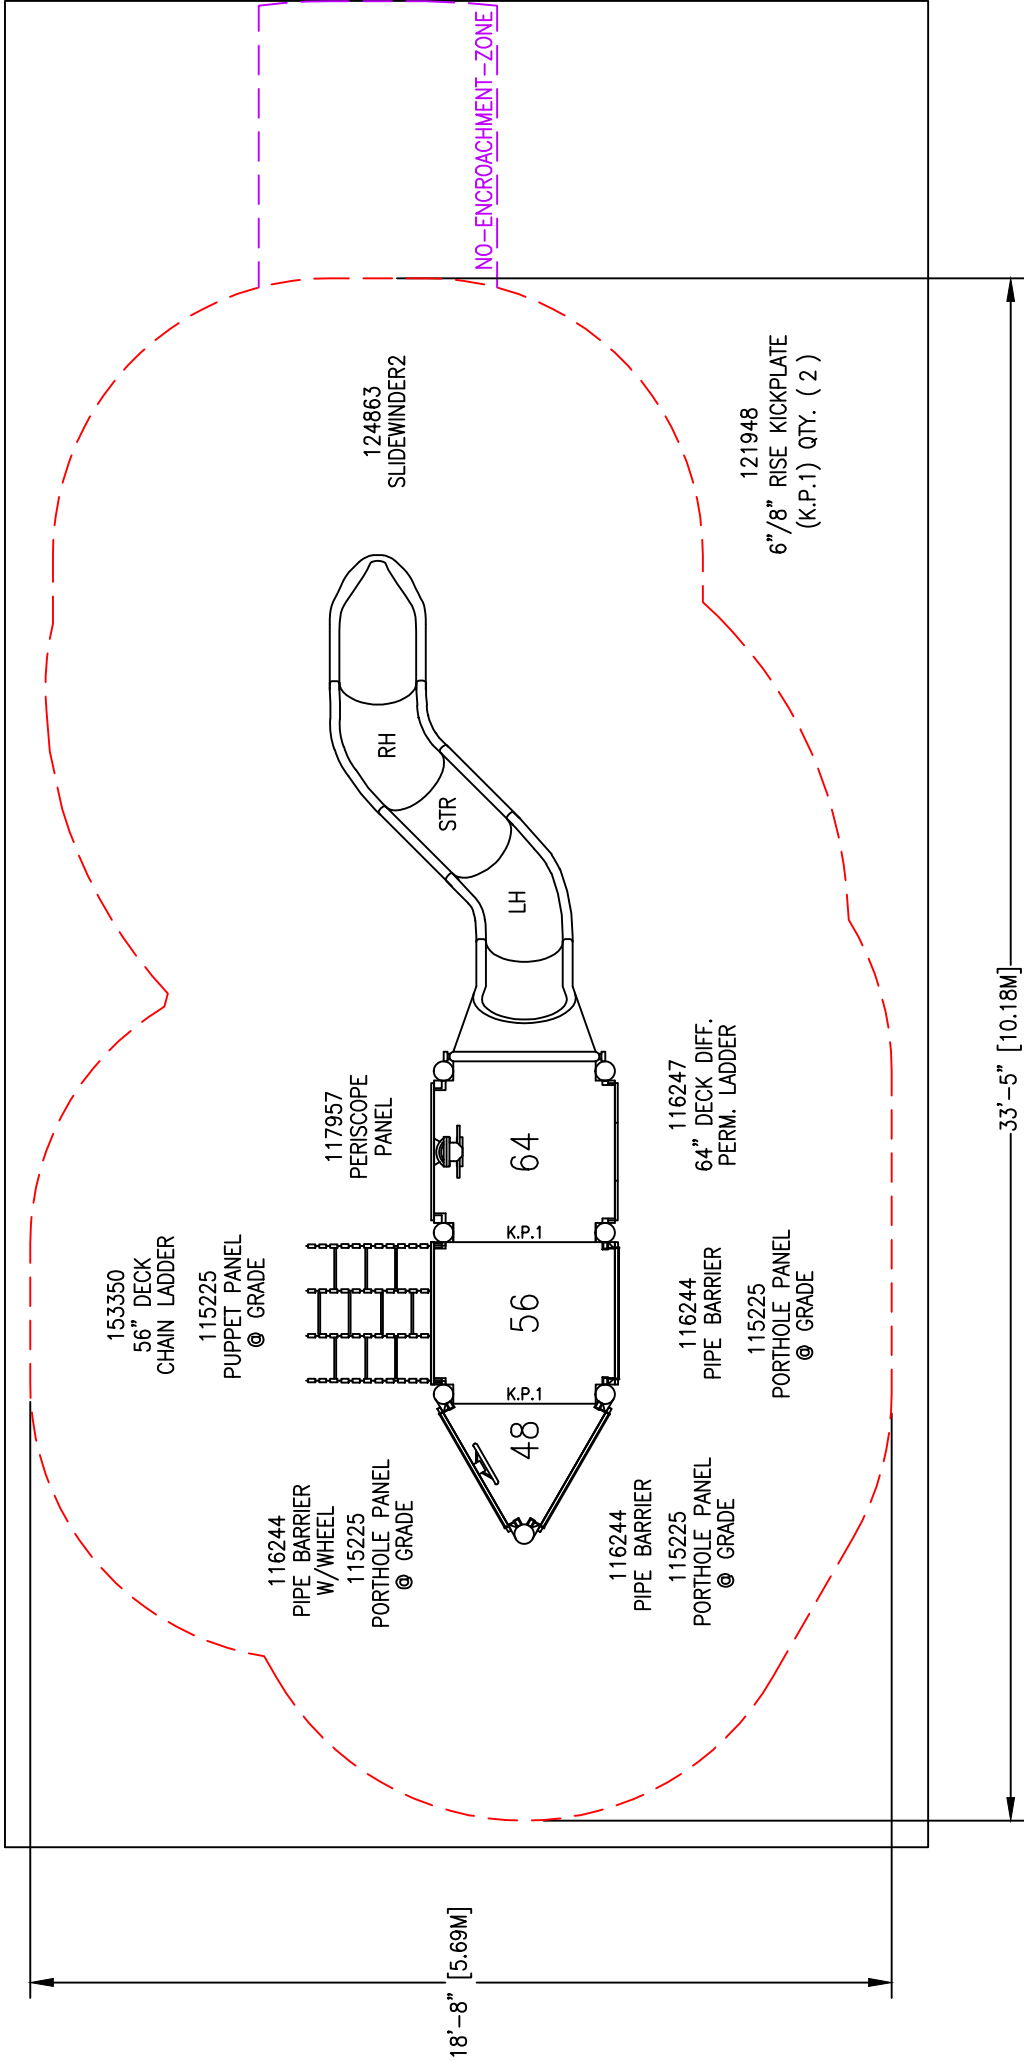 NO-ENCROACHMENT-ZONE
124863
SLIDEWINDER2
121948
6"/8" RISE KICKPLATE
(K.P.1) QTY. ( 2 )
RH
STR
LH
117957
PERISCOPE
PANEL
64
116247
64" DECK DIFF.
PERM. LADDER
K.P.1
153350
56" DECK
CHAIN LADDER
115225
PUPPET PANEL
@ GRADE
56
116244
PIPE BARRIER
115225
PORTHOLE PANEL
@ GRADE
K.P.1
48
116244
PIPE BARRIER
W/WHEEL
115225
PORTHOLE PANEL
@ GRADE
116244
PIPE BARRIER
115225
PORTHOLE PANEL
@ GRADE
33'-5" [10.18M]
18'-8" [5.69M]